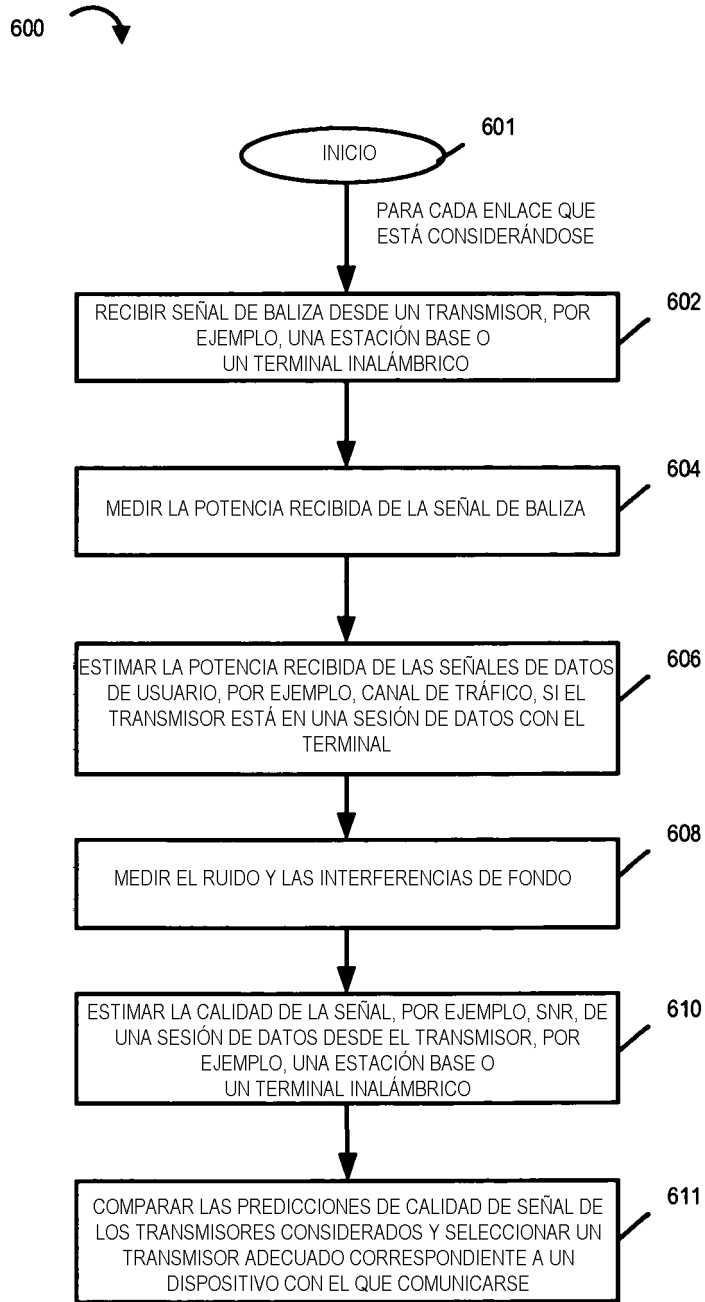 600
601
INICIO
PARA CADA ENLACE QUE
ESTÁ CONSIDERÁNDOSE
602
RECIBIR SEÑAL DE BALIZA DESDE UN TRANSMISOR, POR
EJEMPLO, UNA ESTACIÓN BASE O
UN TERMINAL INALÁMBRICO
604
MEDIR LA POTENCIA RECIBIDA DE LA SEÑAL DE BALIZA
606
ESTIMAR LA POTENCIA RECIBIDA DE LAS SEÑALES DE DATOS
DE USUARIO, POR EJEMPLO, CANAL DE TRÁFICO, SI EL
TRANSMISOR ESTÁ EN UNA SESIÓN DE DATOS CON EL
TERMINAL
608
MEDIR EL RUIDO Y LAS INTERFERENCIAS DE FONDO
610
ESTIMAR LA CALIDAD DE LA SEÑAL, POR EJEMPLO, SNR, DE
UNA SESIÓN DE DATOS DESDE EL TRANSMISOR, POR
EJEMPLO, UNA ESTACIÓN BASE O
UN TERMINAL INALÁMBRICO
611
COMPARAR LAS PREDICCIONES DE CALIDAD DE SEÑAL DE
LOS TRANSMISORES CONSIDERADOS Y SELECCIONAR UN
TRANSMISOR ADECUADO CORRESPONDIENTE A UN
DISPOSITIVO CON EL QUE COMUNICARSE